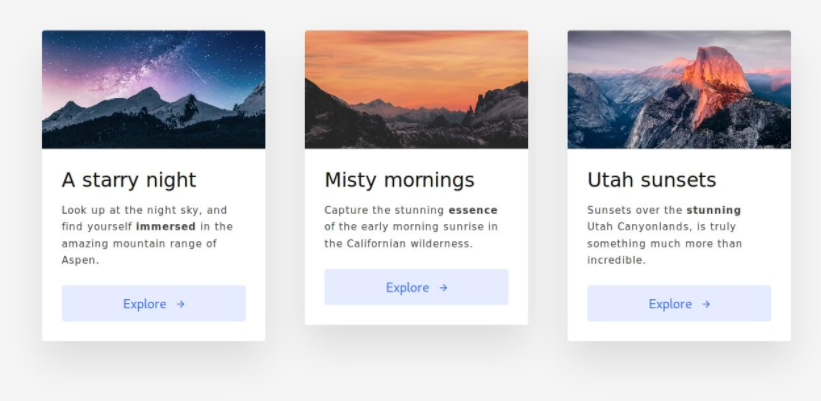 A starry night
Look up at the night sky, and
find yourself immersed in the
amazing mountain range of
Aspen.
Explore →
Misty mornings
Capture the stunning essence
of the early morning sunrise in
the Californian wilderness.
Explore →
Utah sunsets
Sunsets over the stunning
Utah Canyonlands, is truly
something much more than
incredible.
Explore →